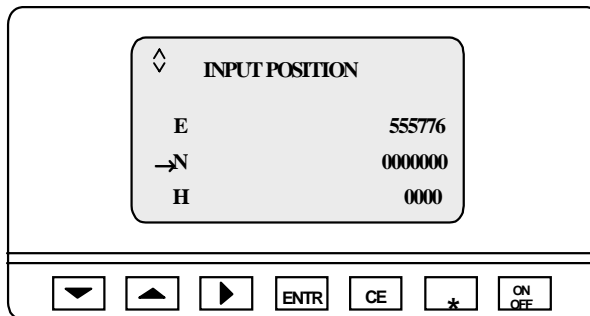 INPUT POSITION
E 555776
→N 0000000
H 0000
ENTR CE * ON OFF